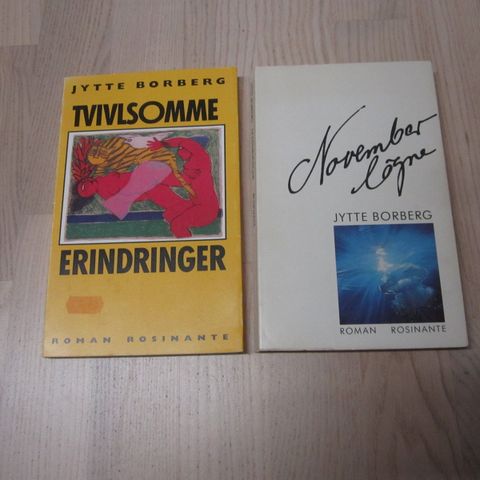 JYTTE BORBERG
TVIVLSOMME
ERINDRINGER
ROMAN ROSINANTE
November
løgne
JYTTE BORBERG
ROMAN ROSINANTE